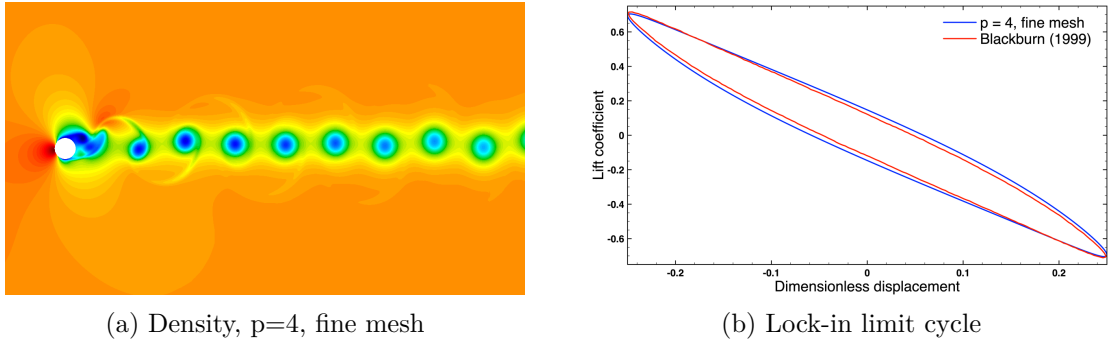 0.6
0.4
0.2
0
-0.2
-0.4
-0.6
Lift coefficient
p = 4, fine mesh
Blackburn (1999)
-0.2
-0.1
0
0.1
0.2
Dimensionless displacement
(a) Density, p=4, fine mesh
(b) Lock-in limit cycle